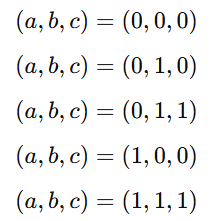 (a, b, c) = (0, 0, 0)
(a, b, c) = (0, 1, 0)
(a, b, c) = (0, 1, 1)
(a, b, c) = (1, 0, 0)
(a, b, c) = (1, 1, 1)